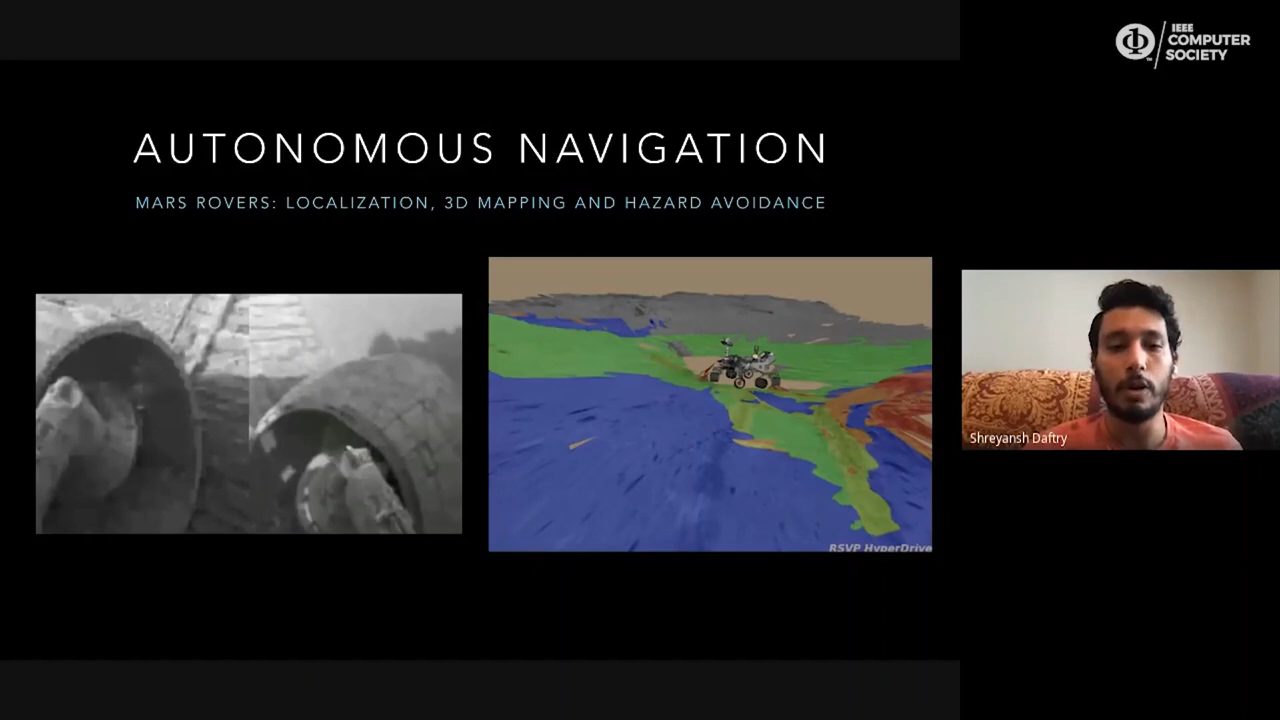 IEEE
COMPUTER
SOCIETY
AUTONOMOUS NAVIGATION
MARS ROVERS: LOCALIZATION, 3D MAPPING AND HAZARD AVOIDANCE
Shreyansh Daftry
RSVP HyperDrive